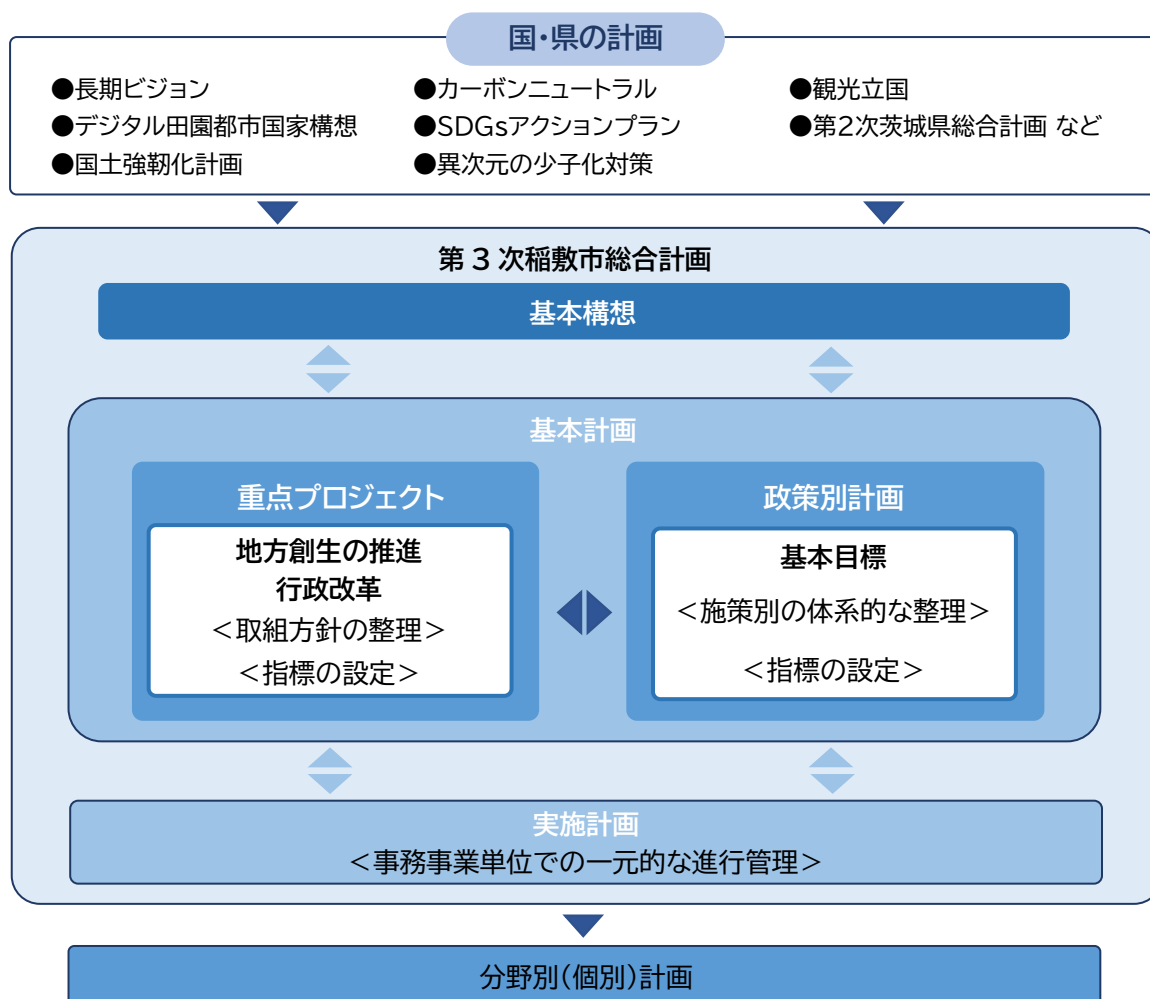 国・県の計画
●長期ビジョン
●デジタル田園都市国家構想
●国土強靭化計画
●カーボンニュートラル
●SDGsアクションプラン
●異次元の少子化対策
●観光立国
●第2次茨城県総合計画 など
第 3 次稲敷市総合計画
基本構想
基本計画
重点プロジェクト
地方創生の推進
行政改革
＜取組方針の整理＞
＜指標の設定＞
政策別計画
基本目標
＜施策別の体系的な整理＞
＜指標の設定＞
実施計画
＜事務事業単位での一元的な進行管理＞
分野別(個別)計画